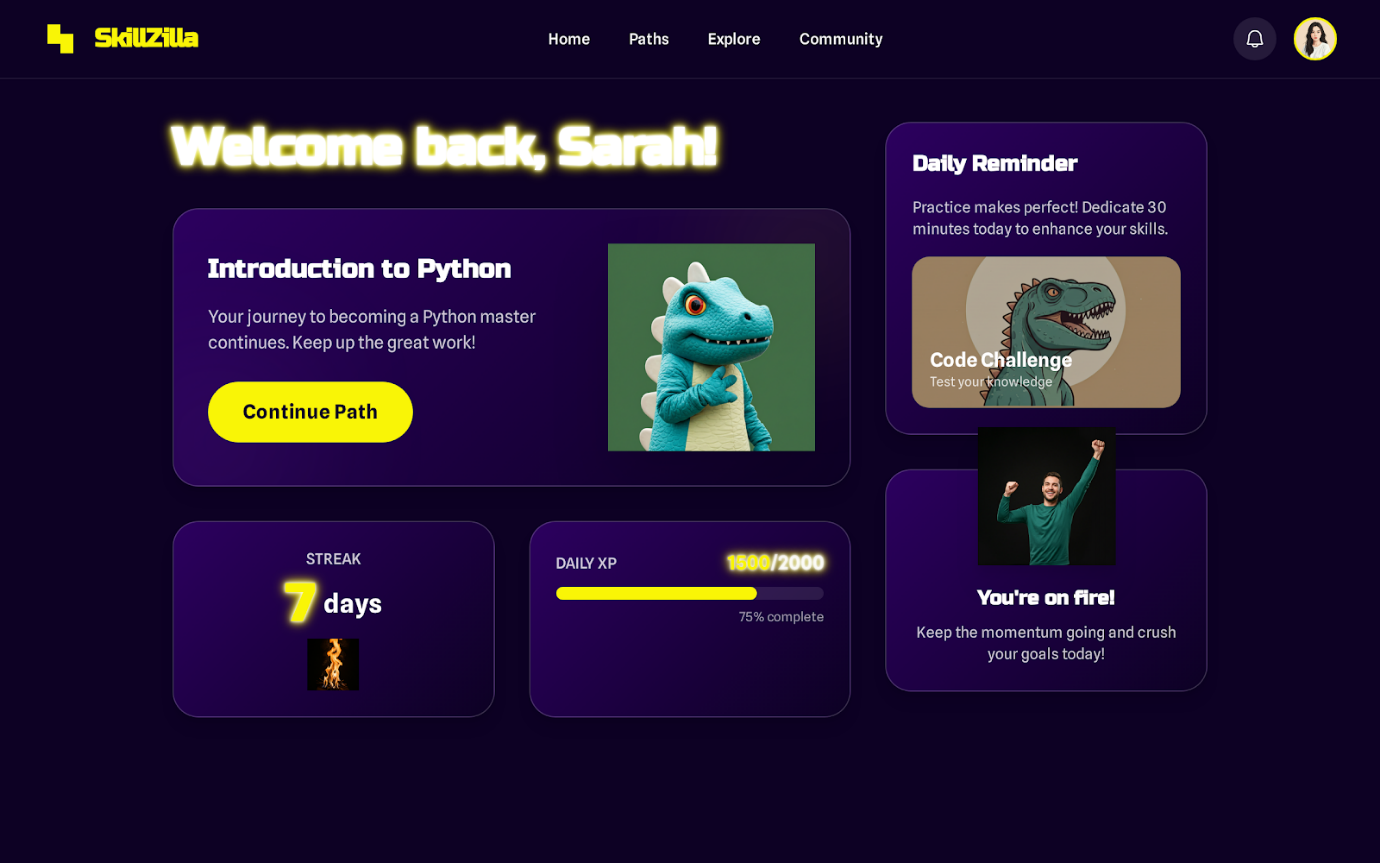 SkillZilla
Home
Paths
Explore
Community
Welcome back, Sarah!
Introduction to Python
Your journey to becoming a Python master
continues. Keep up the great work!
Continue Path
STREAK
7 days
DAILY XP
1500/2000
75% complete
Daily Reminder
Practice makes perfect! Dedicate 30
minutes today to enhance your skills.
Code Challenge
Test your knowledge
You're on fire!
Keep the momentum going and crush
your goals today!